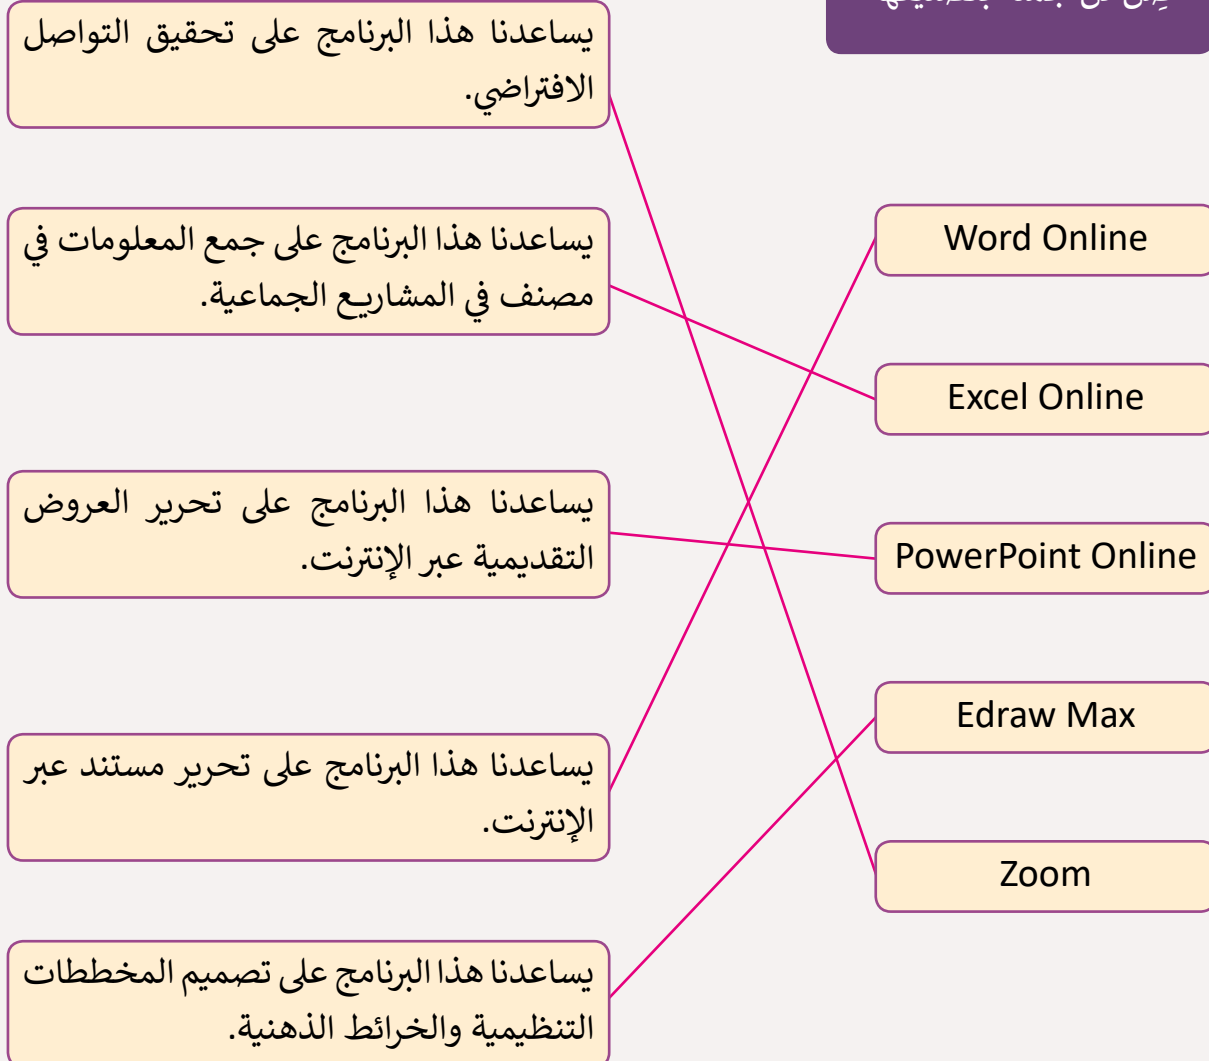 يساعدنا هذا البرنامج على تحقيق التواصل
الافتراضي.
Word Online
يساعدنا هذا البرنامج على جمع المعلومات في
مصنف في المشاريع الجماعية.
Excel Online
يساعدنا هذا البرنامج على تحرير العروض
التقديمية عبر الإنترنت.
PowerPoint Online
Edraw Max
يساعدنا هذا البرنامج على تحرير مستند عبر
الإنترنت.
Zoom
يساعدنا هذا البرنامج على تصميم المخططات
التنظيمية والخرائط الذهنية.